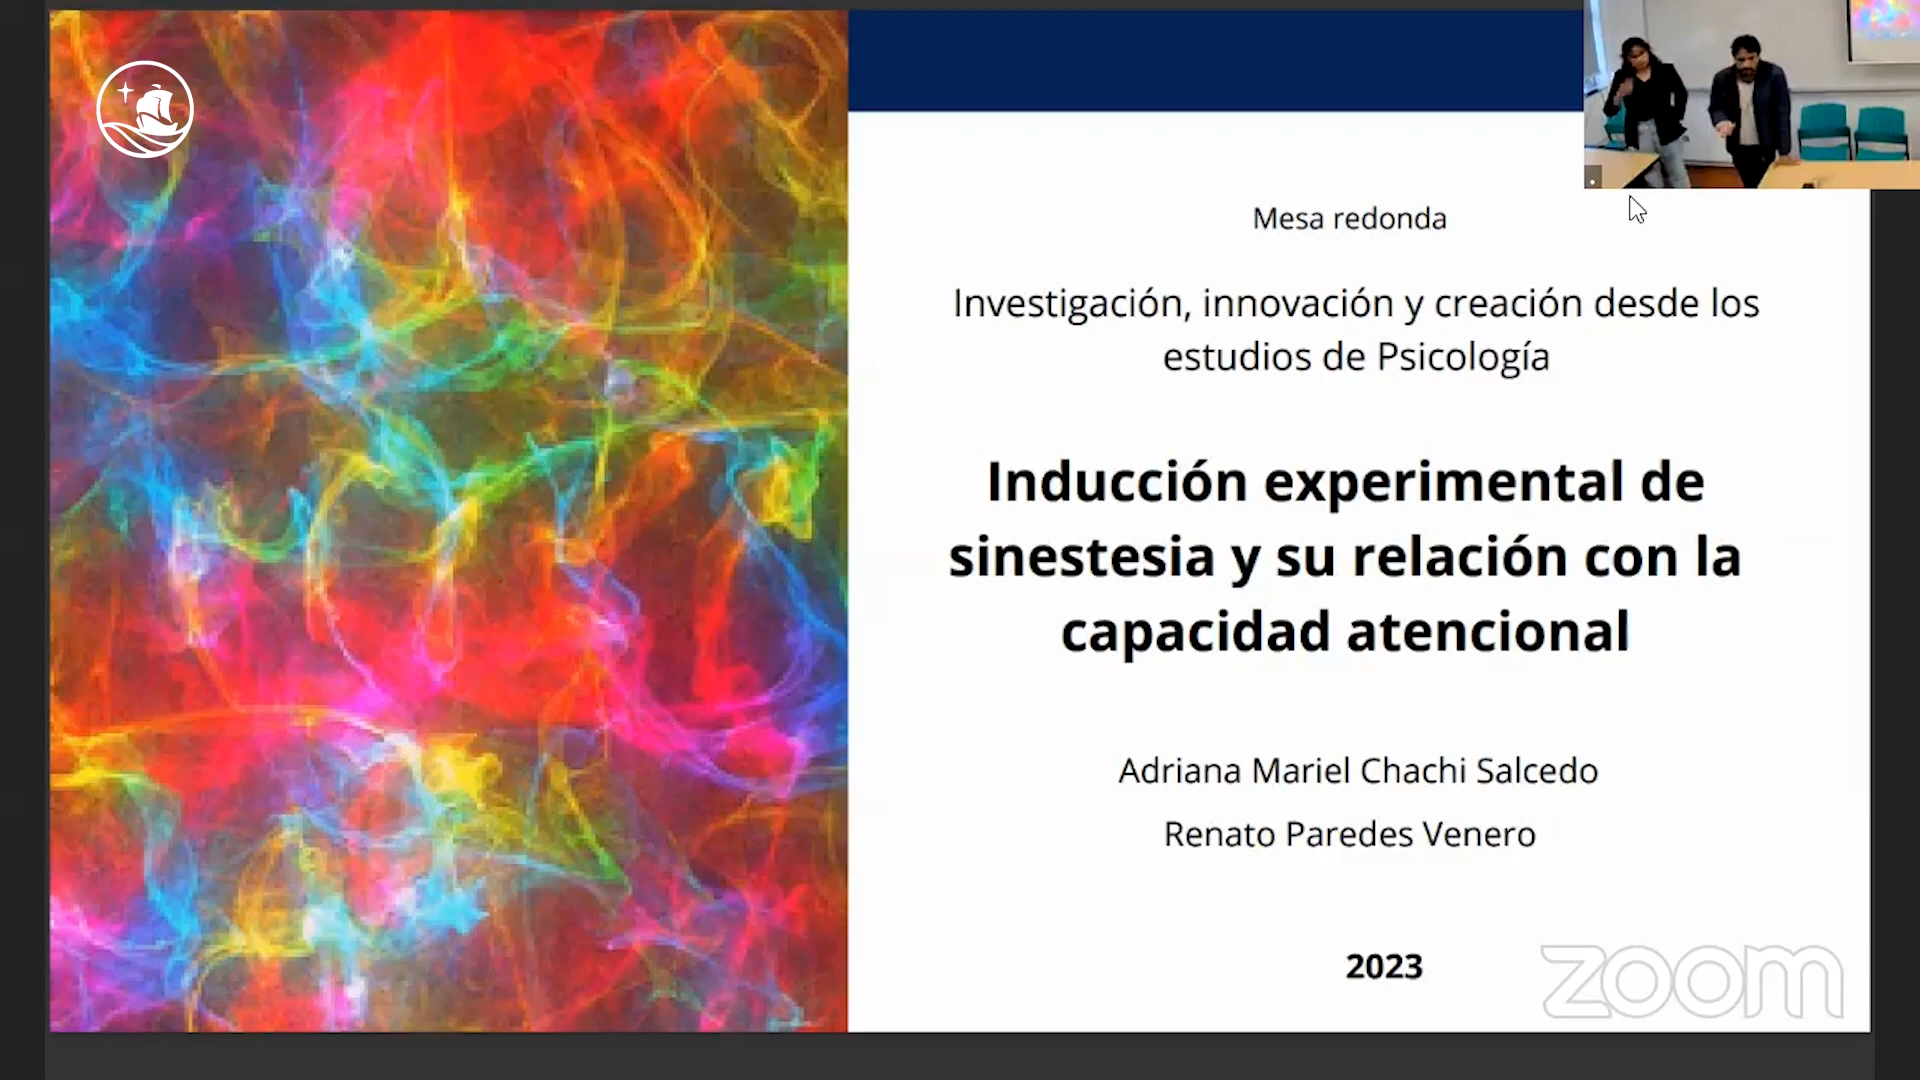 Mesa redonda
Investigación, innovación y creación desde los
estudios de Psicología
Inducción experimental de
sinestesia y su relación con la
capacidad atencional
Adriana Mariel Chachi Salcedo
Renato Paredes Venero
2023
zoom